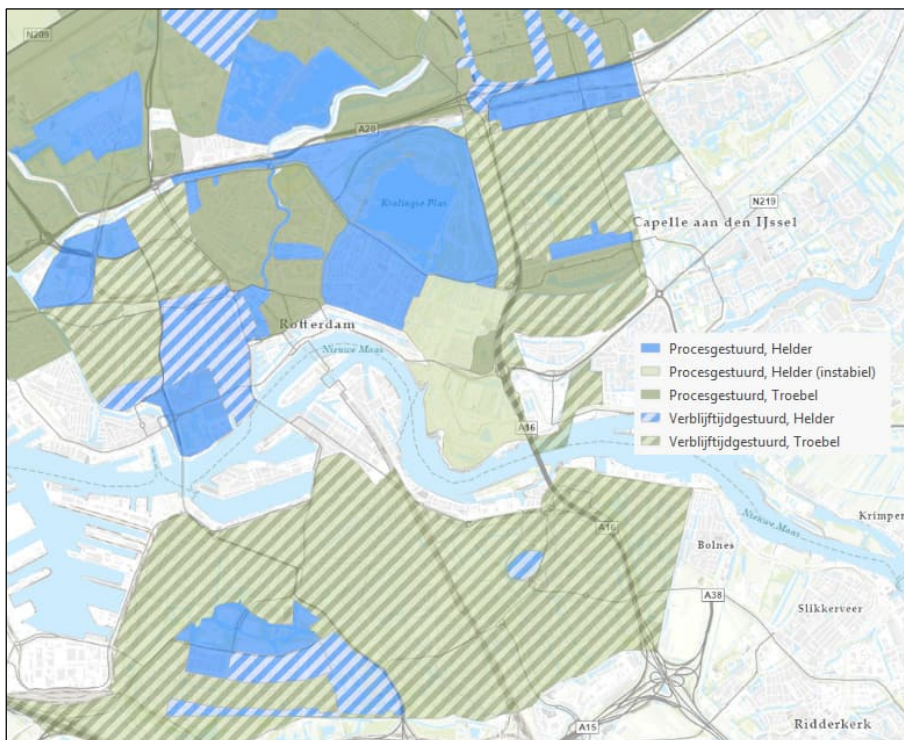 N209
A20
Kralingse Plas
N219
Capelle aan den IJssel
Rotterdam
Nieuwe Maas
Procesgestuurd, Helder
Procesgestuurd, Helder (instabiel)
Procesgestuurd, Troebel
Verblijftijdgestuurd, Helder
Verblijftijdgestuurd, Troebel
A16
Nieuwe Maas
Krimper
A16
Bolnes
A38
Slikkerveer
A15
Ridderkerk